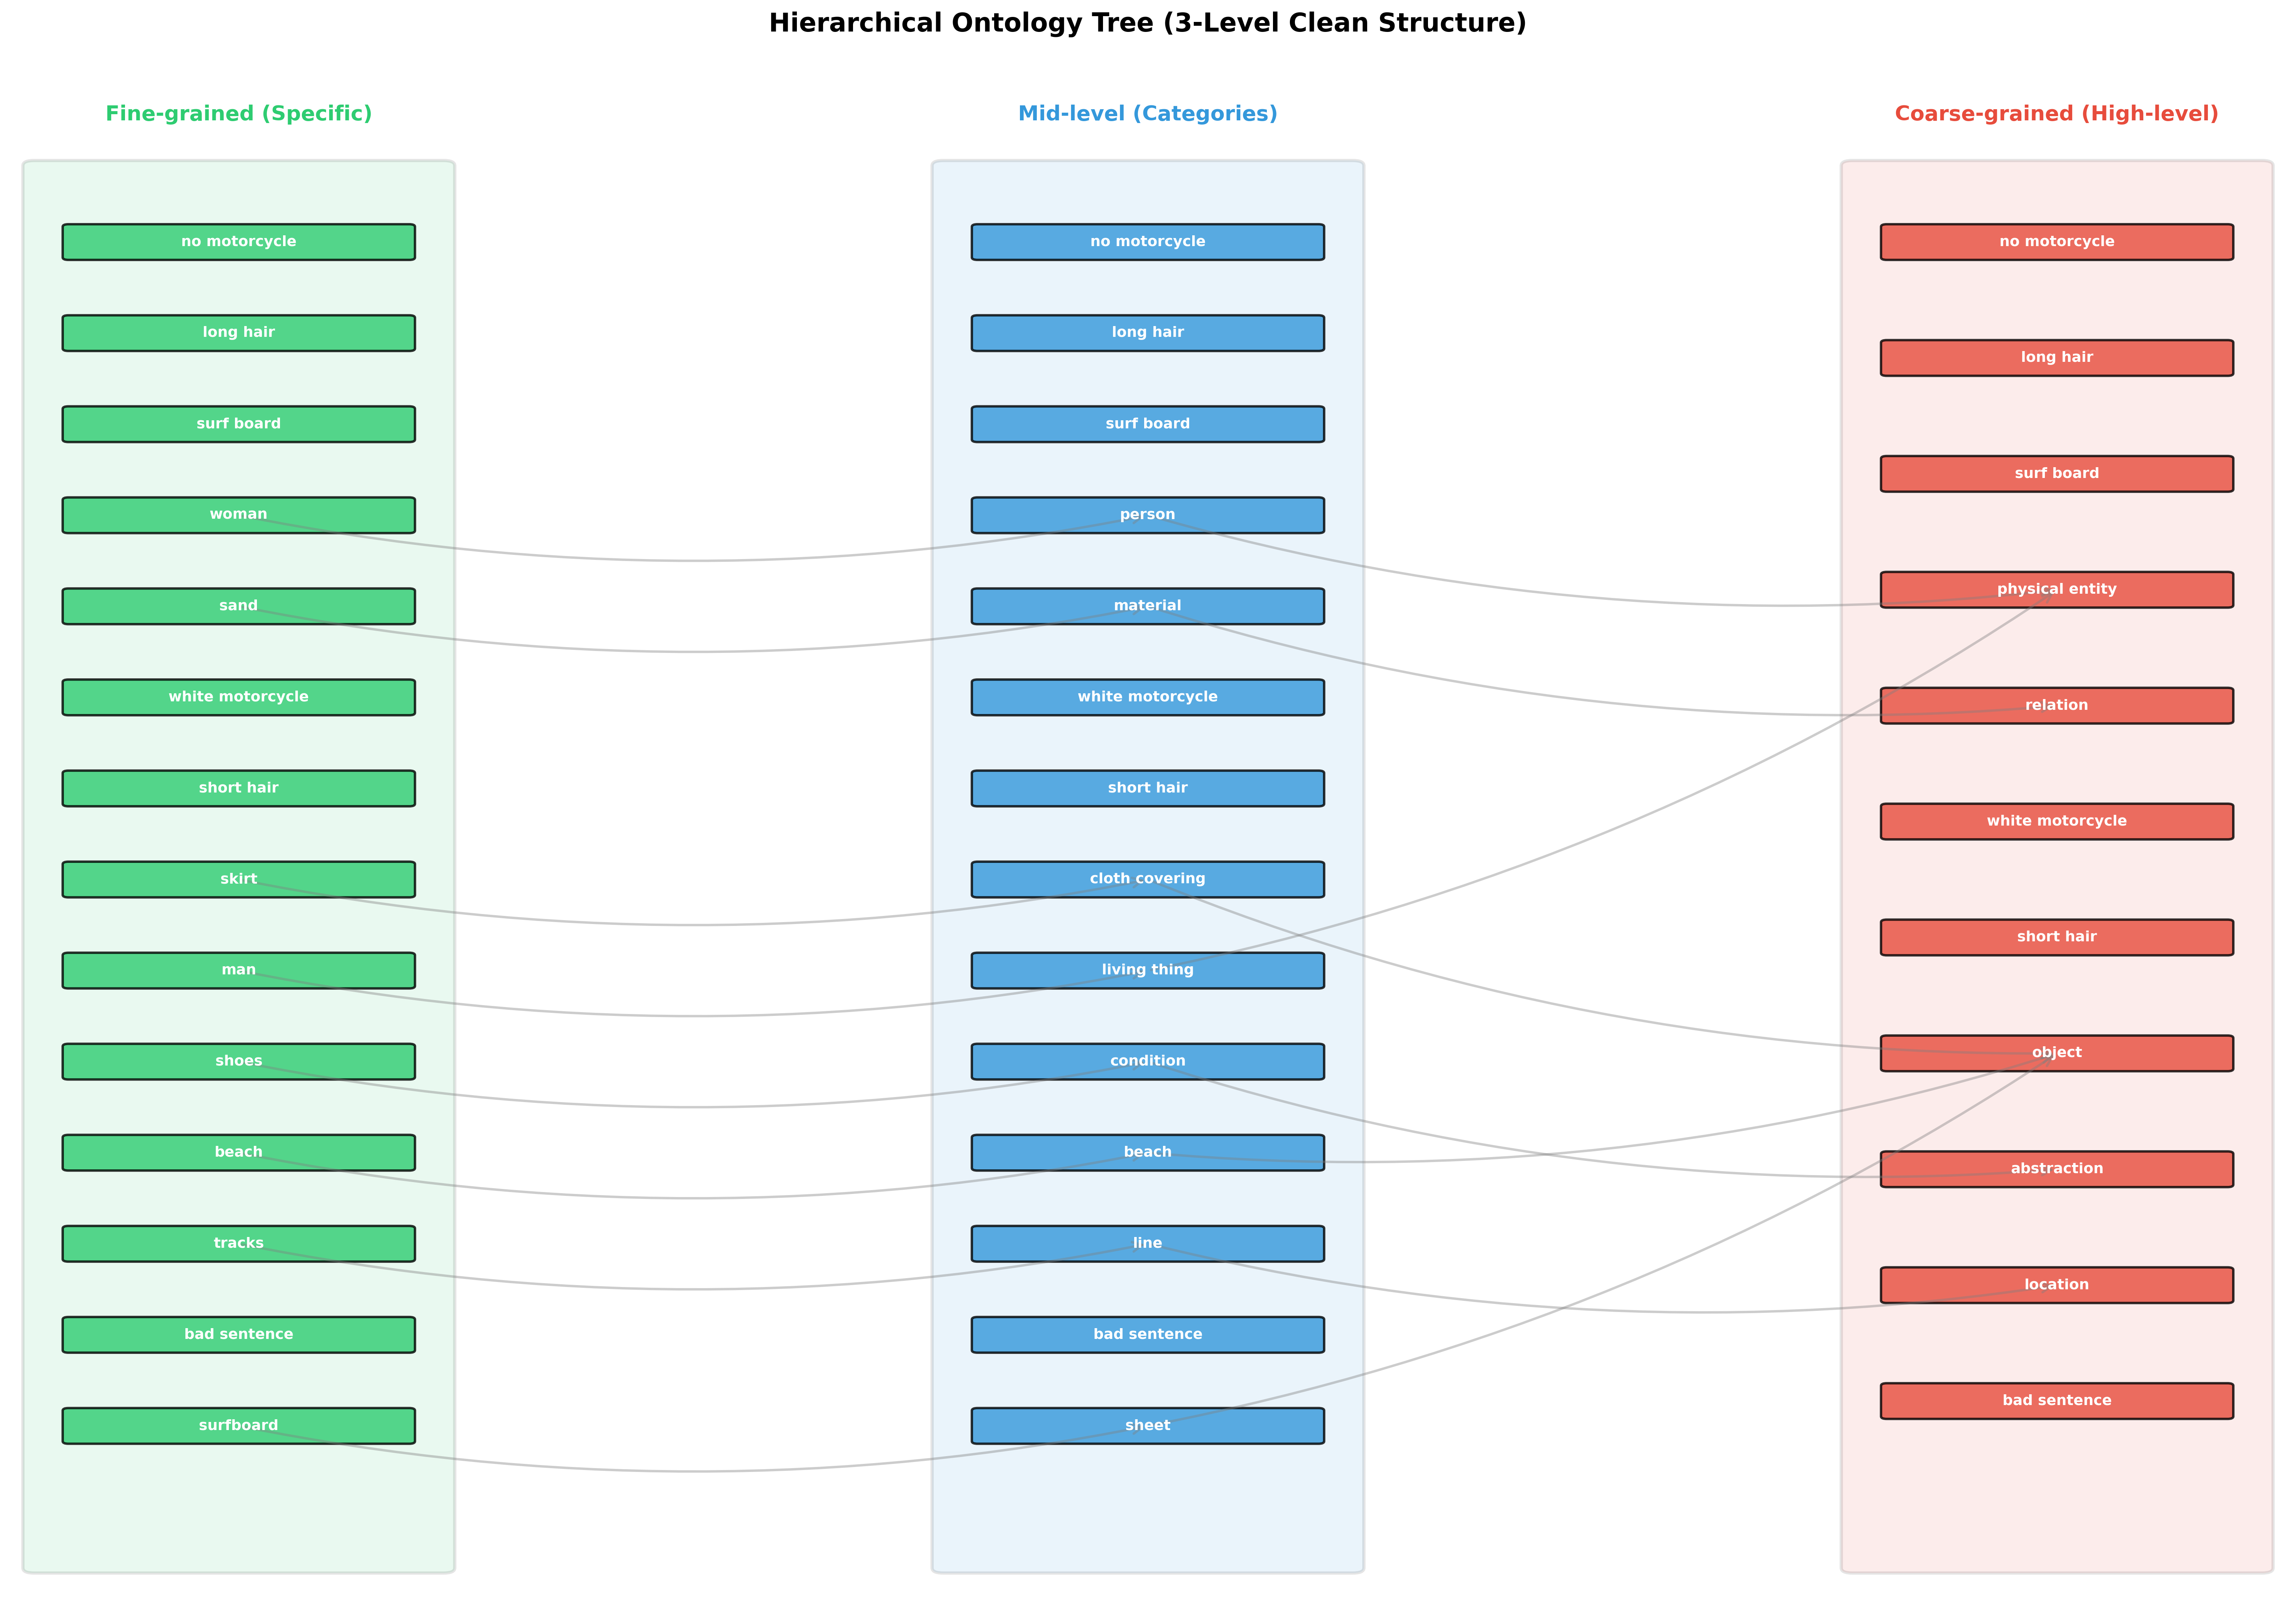 Hierarchical Ontology Tree (3-Level Clean Structure)
Fine-grained (Specific)
no motorcycle
long hair
surf board
woman
sand
white motorcycle
short hair
skirt
man
shoes
beach
tracks
bad sentence
surfboard
Mid-level (Categories)
no motorcycle
long hair
surf board
person
material
white motorcycle
short hair
cloth covering
living thing
condition
beach
line
bad sentence
sheet
Coarse-grained (High-level)
no motorcycle
long hair
surf board
physical entity
relation
white motorcycle
short hair
object
abstraction
location
bad sentence